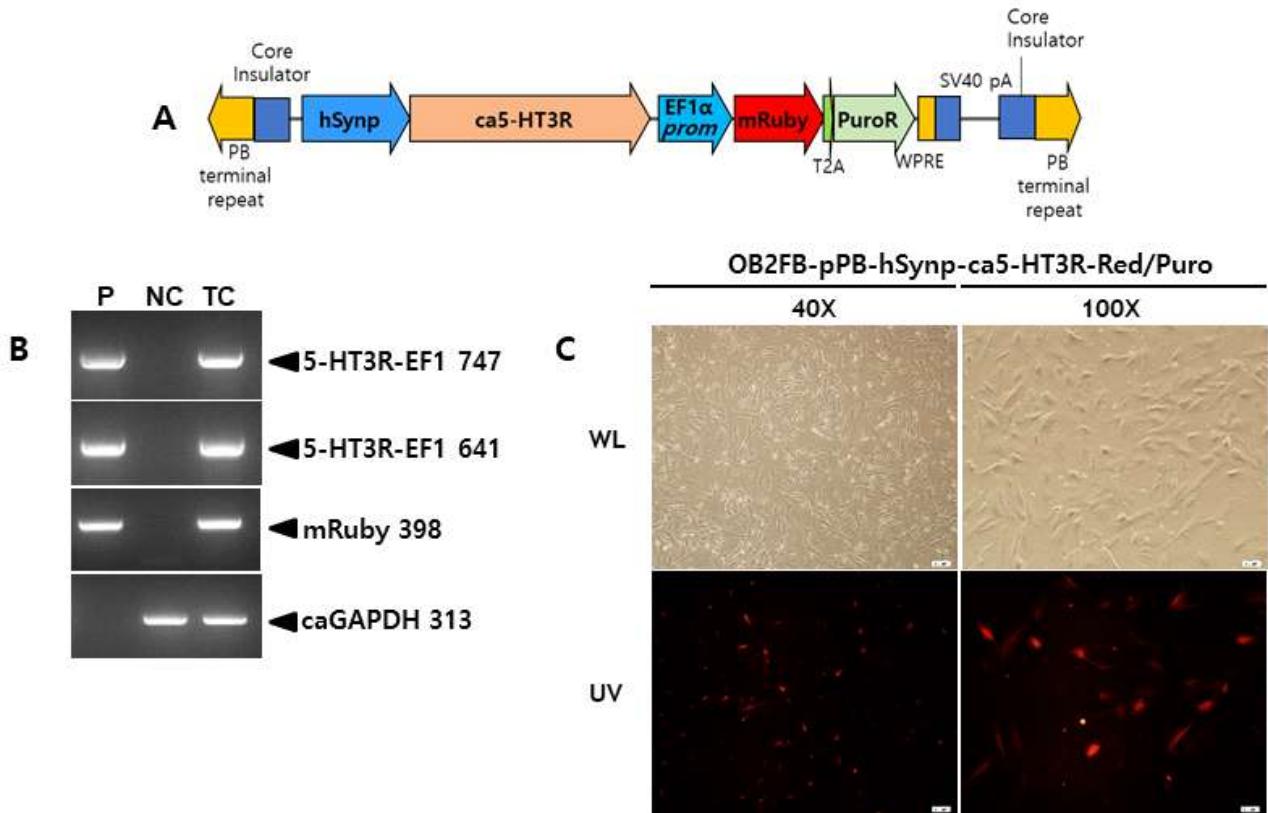 Core
Insulator
Core
Insulator
SV40 pA
A
hSynp
ca5-HT3R
EF1α
prom
mRuby
PuroR
PB
terminal
repeat
T2A
WPRE
PB
terminal
repeat
OB2FB-pPB-hSynp-ca5-HT3R-Red/Puro
40X
100X
P NC TC
B
5-HT3R-EF1 747
5-HT3R-EF1 641
mRuby 398
caGAPDH 313
C
WL
UV